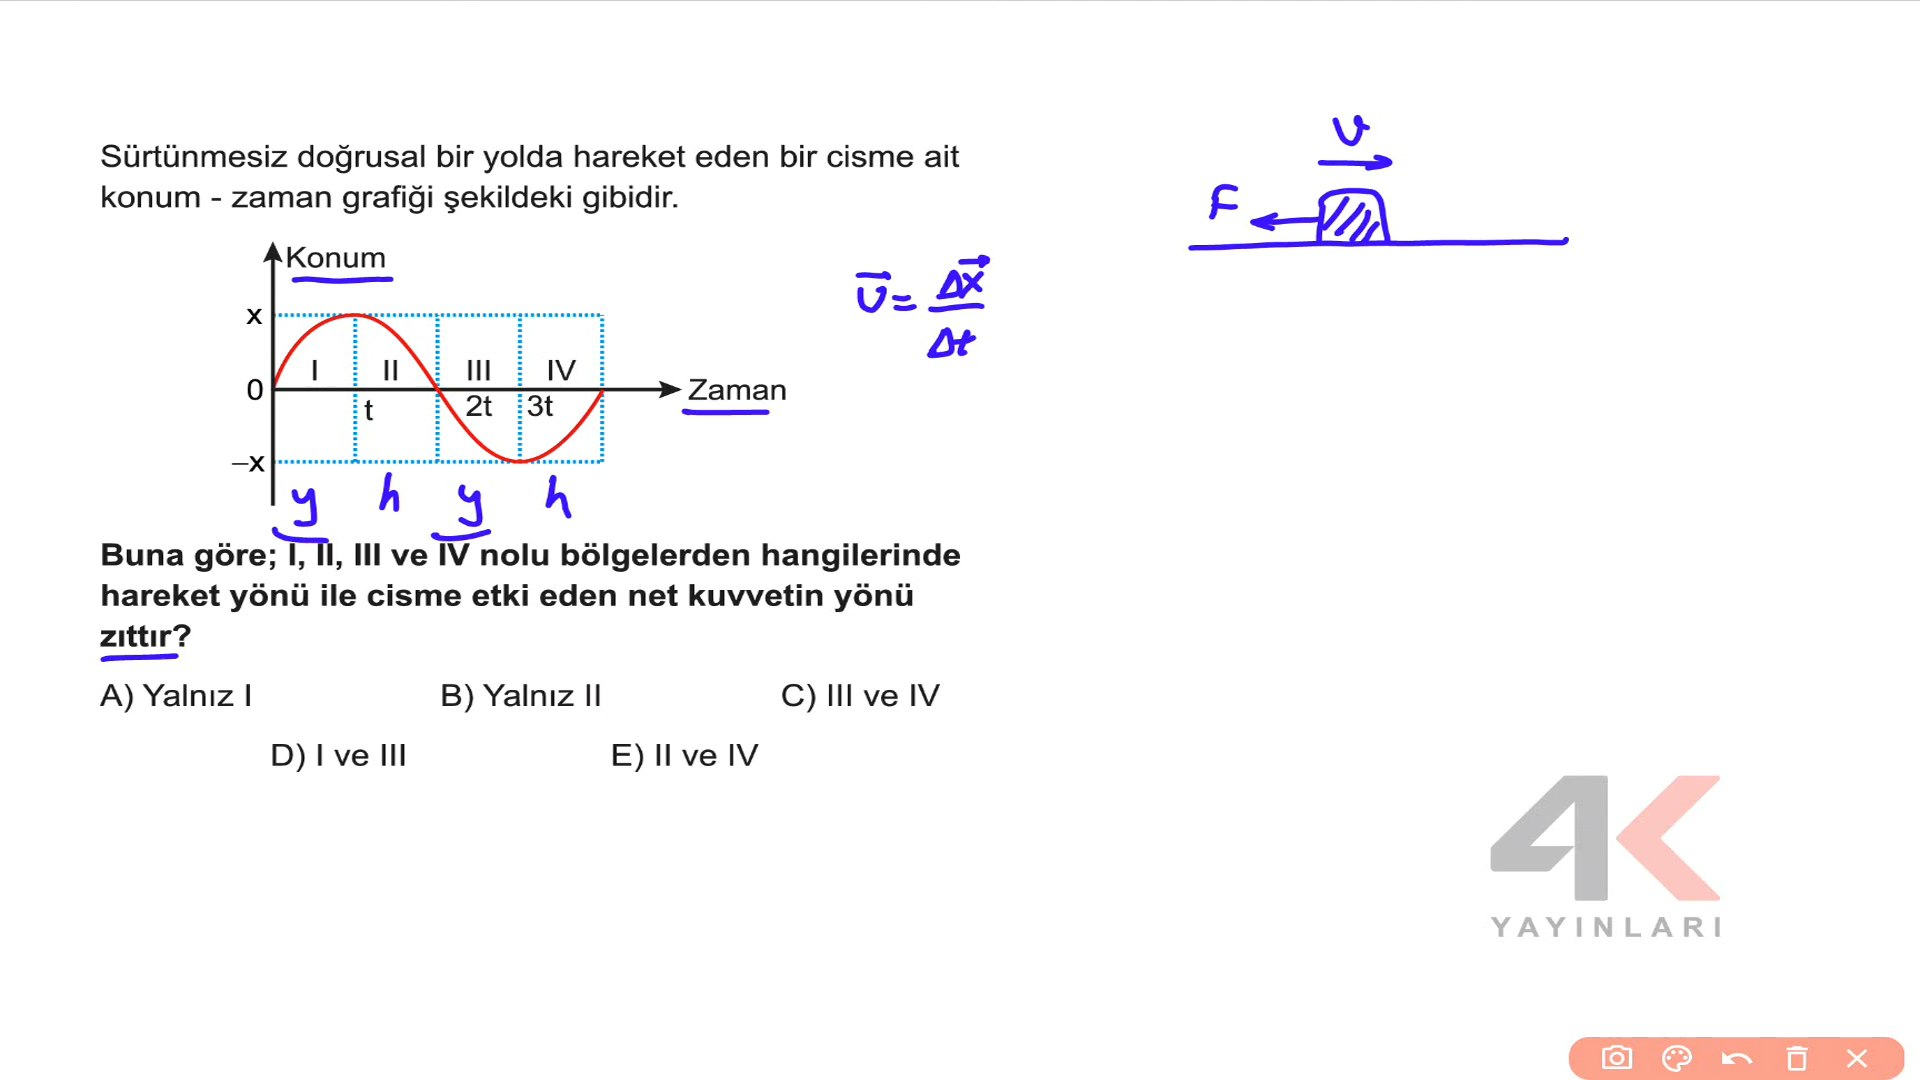 Sürtünmesiz doğrusal bir yolda hareket eden bir cisme ait
konum - zaman grafiği şekildeki gibidir.
Konum
x
I
II
III
IV
0
t
2t
3t
Zaman
–x
y
h
y
h
v = Δx
Δt
v
F
Buna göre; I, II, III ve IV nolu bölgelerden hangilerinde
hareket yönü ile cisme etki eden net kuvvetin yönü
zıttır?
A) Yalnız I
B) Yalnız II
C) III ve IV
D) I ve III
E) II ve IV
4K
YAYINLARI